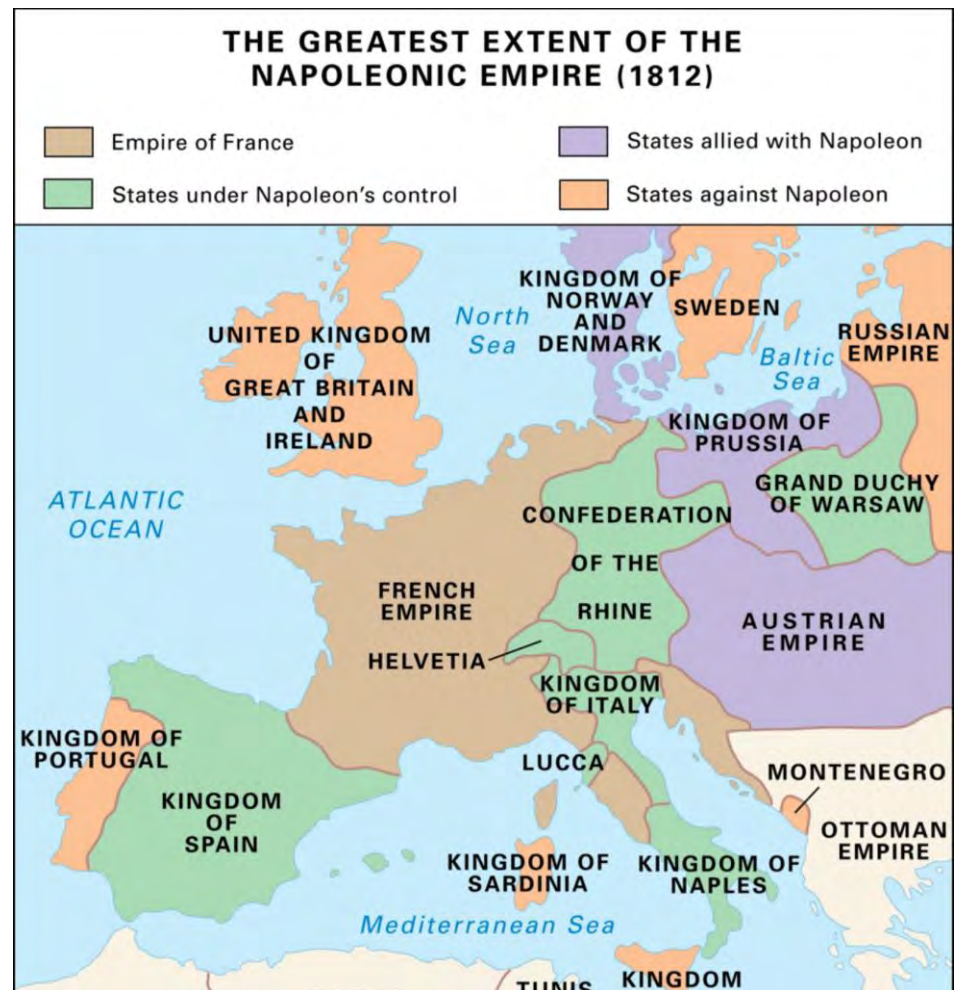 THE GREATEST EXTENT OF THE
NAPOLEONIC EMPIRE (1812)
Empire of France
States allied with Napoleon
States under Napoleon's control
States against Napoleon
KINGDOM OF
NORWAY
AND
DENMARK
SWEDEN
North
Sea
UNITED KINGDOM
OF
GREAT BRITAIN
AND
IRELAND
RUSSIAN
EMPIRE
Baltic
Sea
KINGDOM OF
PRUSSIA
GRAND DUCHY
OF WARSAW
ATLANTIC
OCEAN
CONFEDERATION
OF THE
RHINE
FRENCH
EMPIRE
AUSTRIAN
EMPIRE
HELVETIA
KINGDOM
OF ITALY
KINGDOM OF
PORTUGAL
LUCCA
MONTENEGRO
KINGDOM
OF
SPAIN
OTTOMAN
EMPIRE
KINGDOM OF
SARDINIA
KINGDOM OF
NAPLES
Mediterranean Sea
TUNIS
KINGDOM